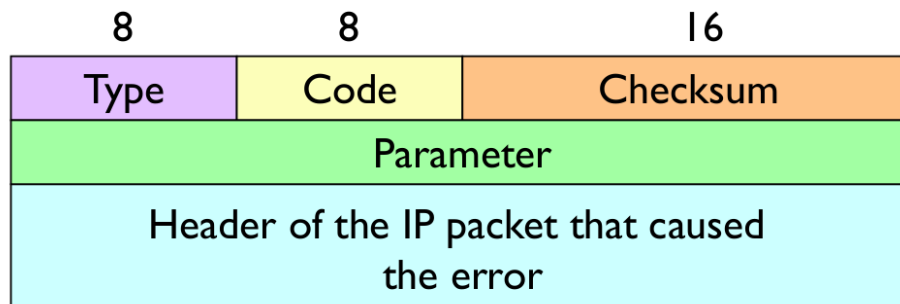 8 8 16
Type Code Checksum
Parameter
Header of the IP packet that caused
the error